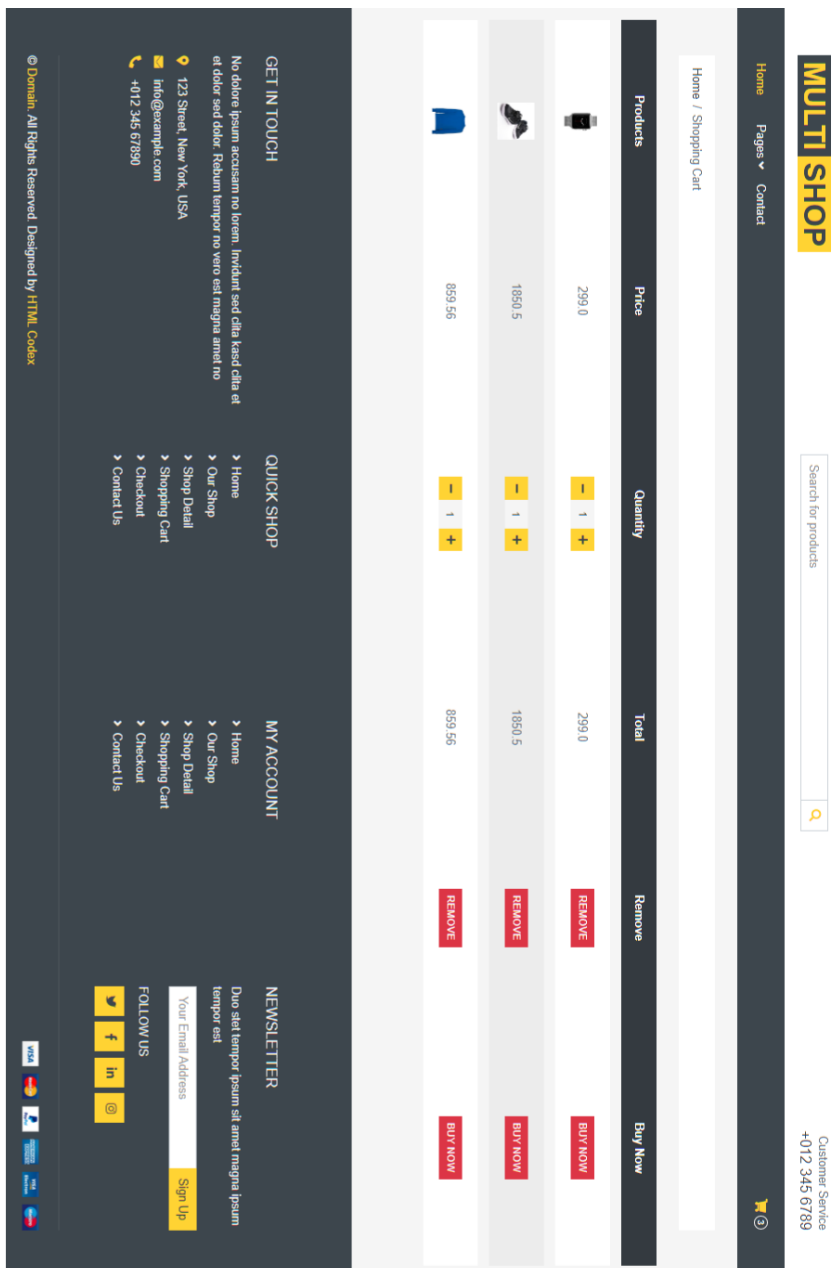 MULTI SHOP
Search for products
Customer Service
+012 345 6789
Home Pages Contact
3
Home / Shopping Cart
Products Price Quantity Total Remove Buy Now
299.0 - 1 + 299.0 REMOVE BUY NOW
1850.5 - 1 + 1850.5 REMOVE BUY NOW
859.56 - 1 + 859.56 REMOVE BUY NOW
GET IN TOUCH
No dolore ipsum accusam no lorem. Invidunt sed clita kasd clita et
et dolor sed dolor. Rebum tempor no vero est magna amet no
123 Street, New York, USA
info@example.com
+012 345 67890
QUICK SHOP
Home
Our Shop
Shop Detail
Shopping Cart
Checkout
Contact Us
MY ACCOUNT
Home
Our Shop
Shop Detail
Shopping Cart
Checkout
Contact Us
NEWSLETTER
Duo stet tempor ipsum sit amet magna ipsum
tempor est
Your Email Address Sign Up
FOLLOW US
f in
© Domain. All Rights Reserved. Designed by HTML Codex
VISA